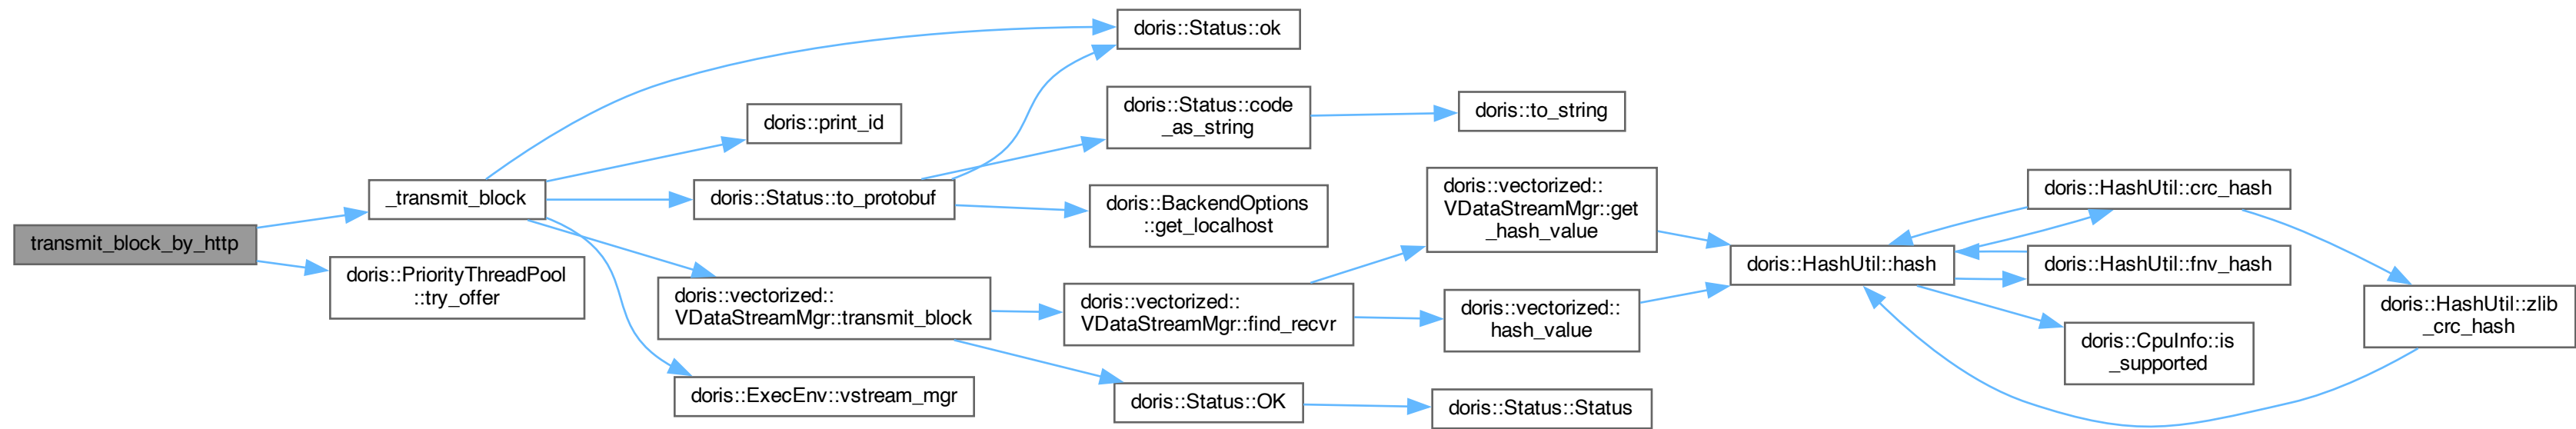 transmit_block_by_http
_transmit_block
doris::PriorityThreadPool
::try_offer
doris::print_id
doris::Status::to_protobuf
doris::vectorized::
VDataStreamMgr::transmit_block
doris::ExecEnv::vstream_mgr
doris::Status::ok
doris::Status::code
_as_string
doris::BackendOptions
::get_localhost
doris::vectorized::
VDataStreamMgr::find_recvr
doris::Status::OK
doris::to_string
doris::vectorized::
VDataStreamMgr::get
_hash_value
doris::vectorized::
hash_value
doris::Status::Status
doris::HashUtil::hash
doris::HashUtil::crc_hash
doris::HashUtil::fnv_hash
doris::CpuInfo::is
_supported
doris::HashUtil::zlib
_crc_hash